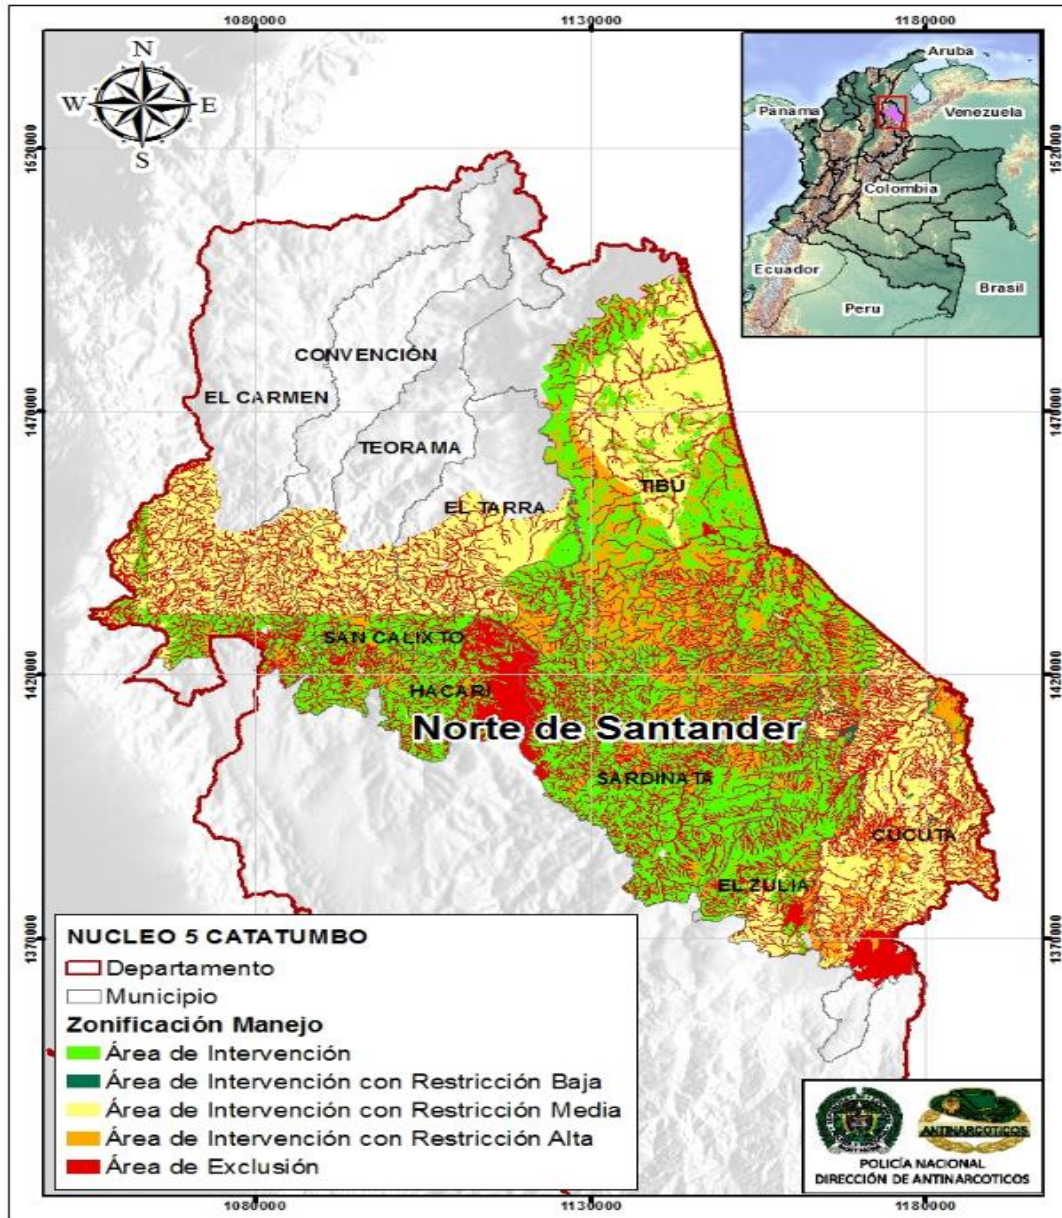 1080000
1130000
1180000
N
W
E
S
Aruba
Panama
Venezuela
Colombia
Ecuador
Brasil
Peru
1520000
1520000
CONVENCIÓN
EL CARMEN
1470000
1470000
TEORAMA
TIBU
EL TARRA
SAN CALIXTO
1420000
1420000
HACARI
Norte de Santander
SARDINATA
CUCUTA
EL ZULIA
1370000
1370000
NUCLEO 5 CATATUMBO
Departamento
Municipio
Zonificación Manejo
Área de Intervención
Área de Intervención con Restricción Baja
Área de Intervención con Restricción Media
Área de Intervención con Restricción Alta
Área de Exclusión
ANTINARCOTICOS
POLICÍA NACIONAL
DIRECCIÓN DE ANTINARCOTICOS
1080000
1130000
1180000